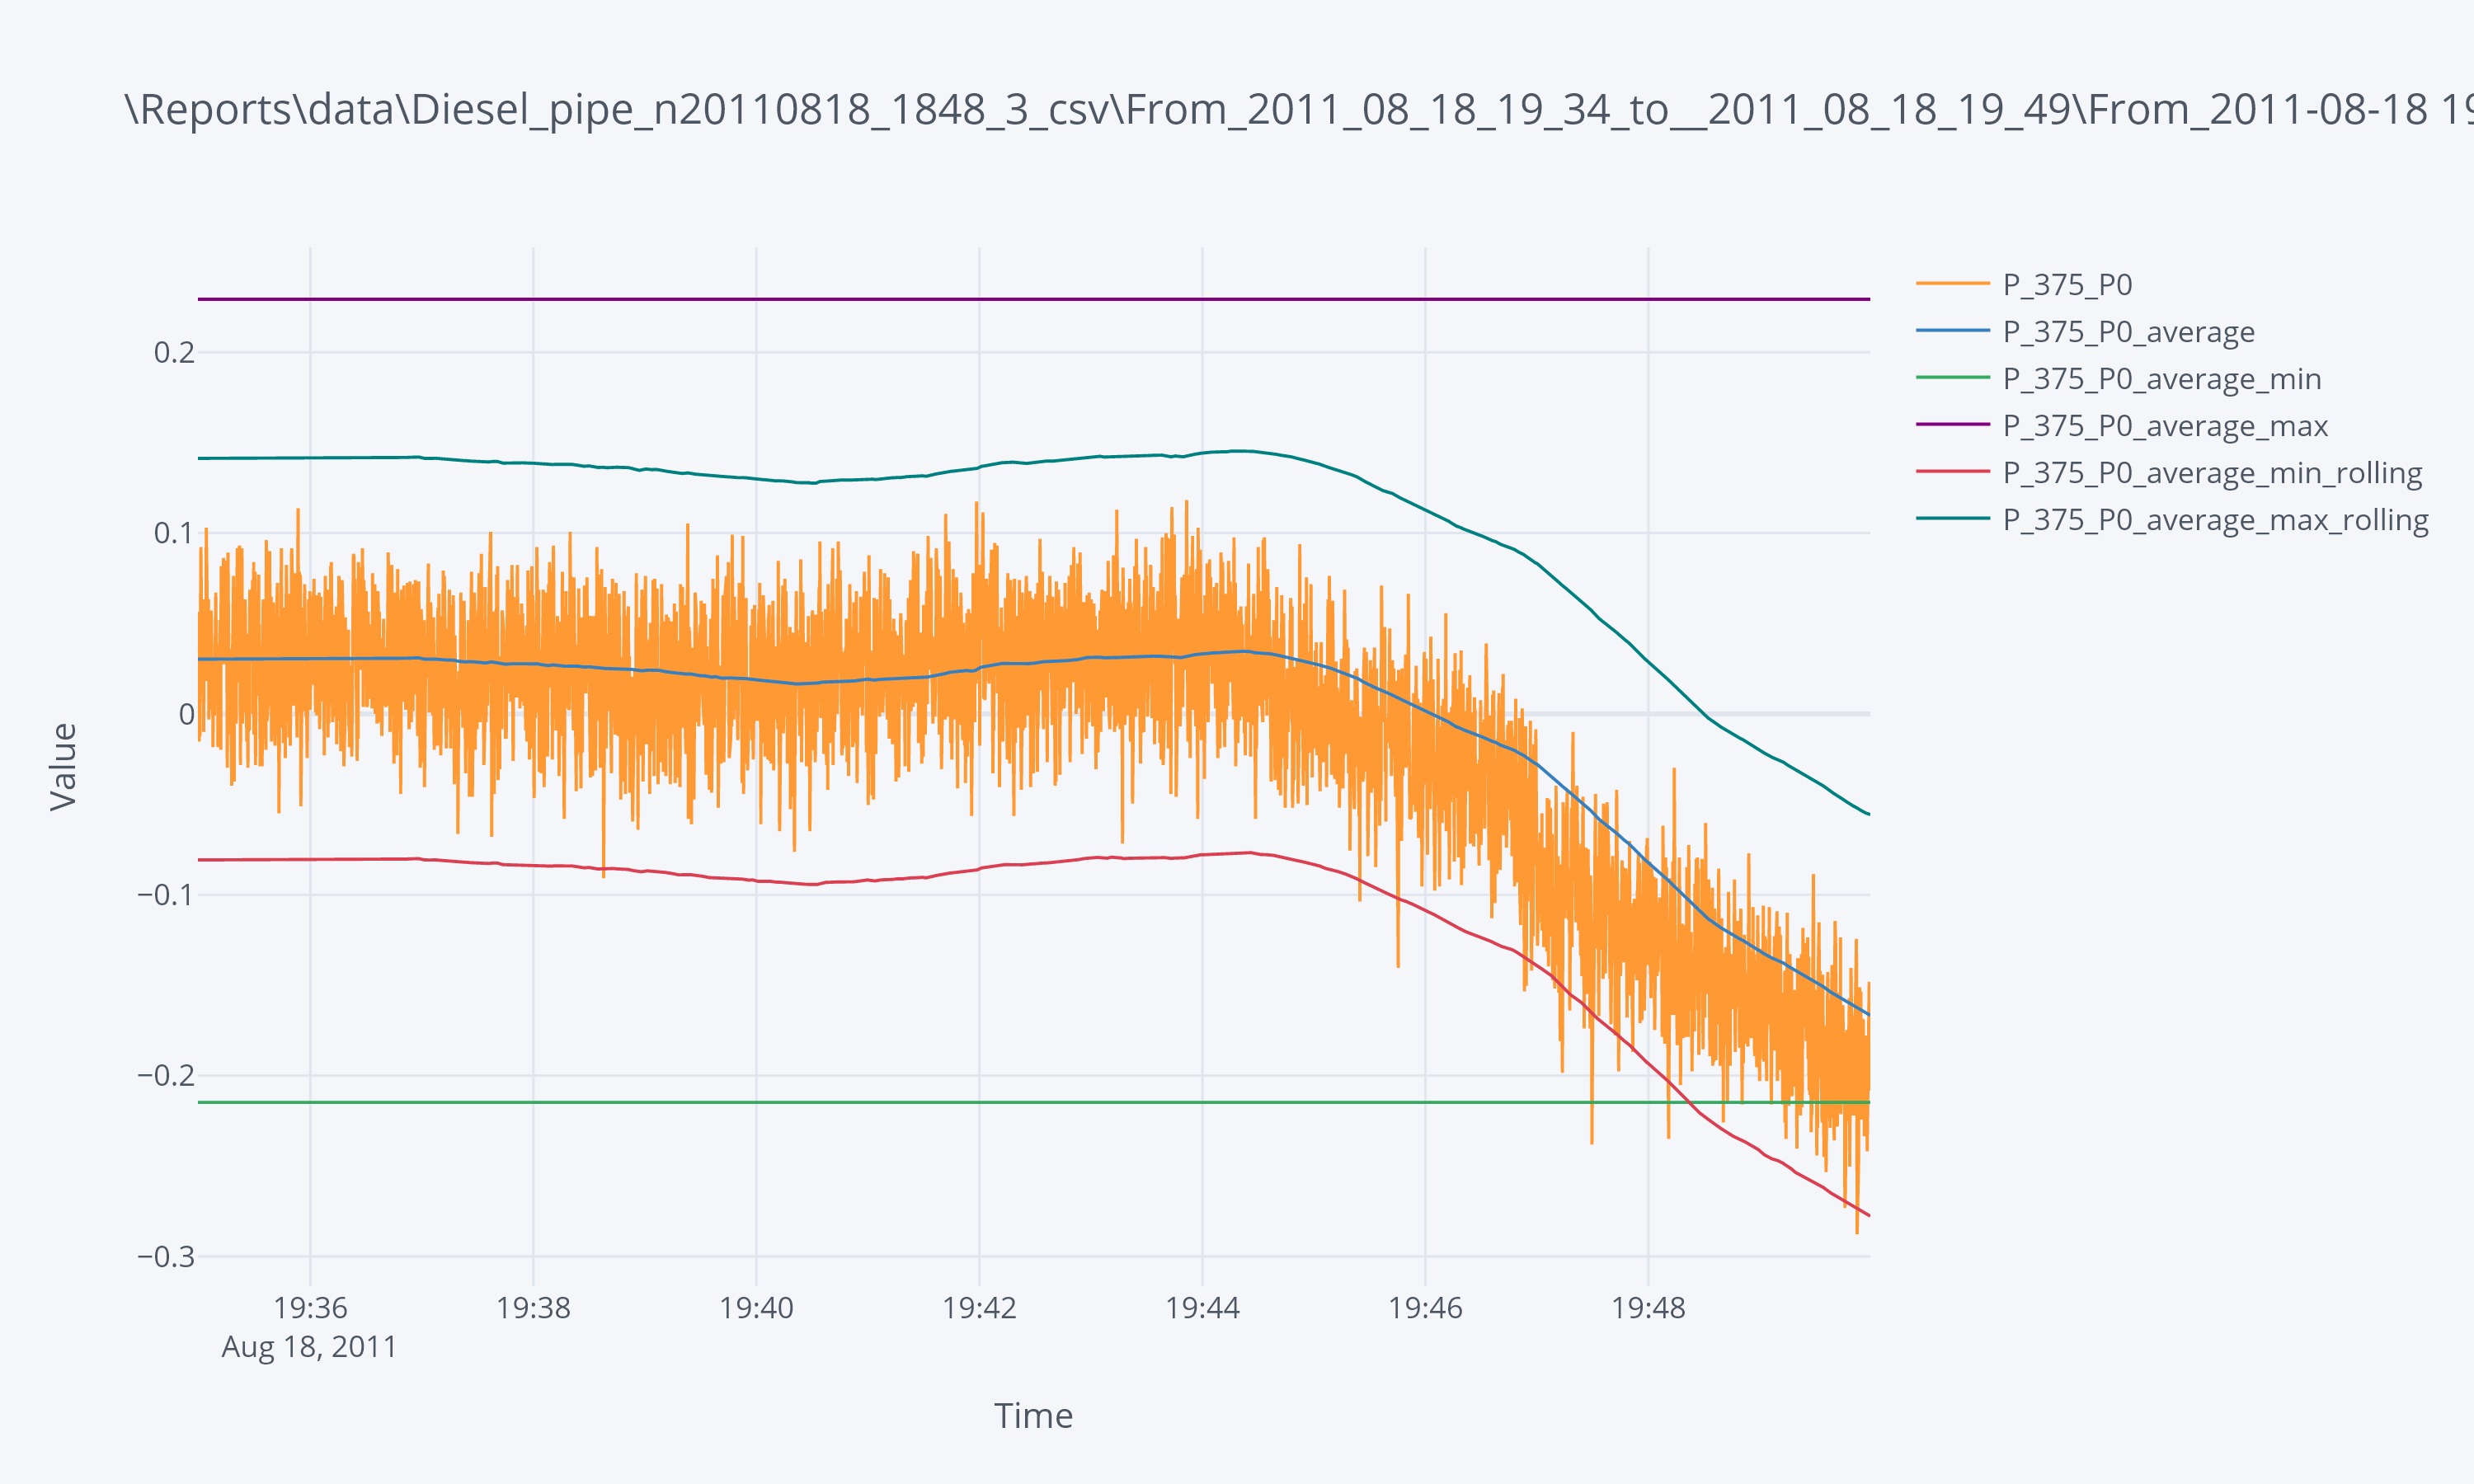 \Reports\data\Diesel_pipe_n20110818_1848_3_csv\From_2011_08_18_19_34_to__2011_08_18_19_49\From_2011-08-18 19
P_375_P0
P_375_P0_average
P_375_P0_average_min
P_375_P0_average_max
P_375_P0_average_min_rolling
P_375_P0_average_max_rolling
Value
0.2
0.1
0
−0.1
−0.2
−0.3
19:36 19:38 19:40 19:42 19:44 19:46 19:48
Aug 18, 2011
Time